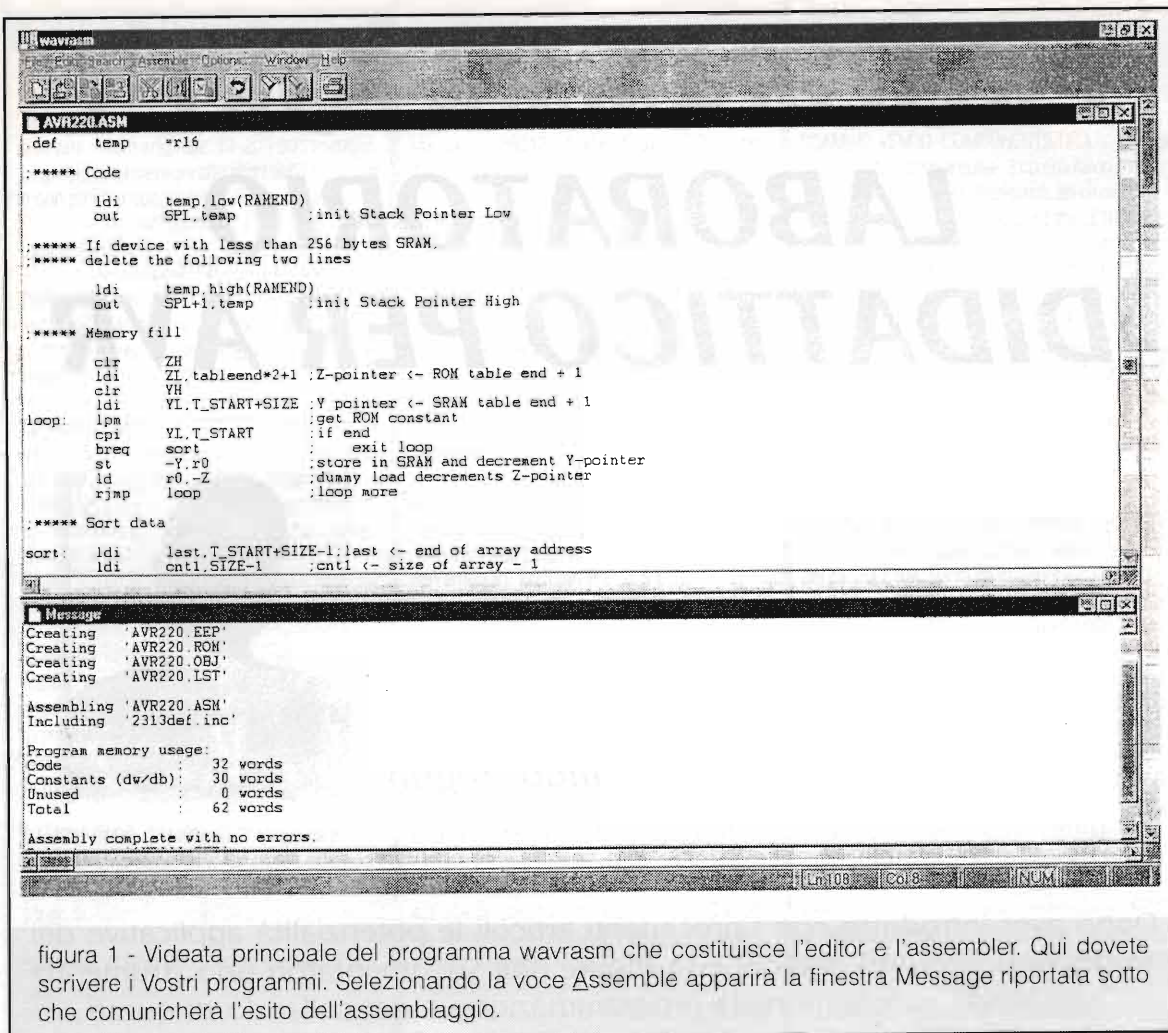 wavrasm
File Edit Search Assemble Options Window Help
AVR220.ASM
.def temp =r16
;***** Code
ldi temp,low(RAMEND)
out SPL,temp ;init Stack Pointer Low
;***** If device with less than 256 bytes SRAM,
;***** delete the following two lines
ldi temp,high(RAMEND)
out SPL+1,temp ;init Stack Pointer High
;***** Memory fill
clr ZH
ldi ZL,tableend*2+1 ;Z-pointer <- ROM table end + 1
clr YH
ldi YL,T_START+SIZE ;Y pointer <- SRAM table end + 1
loop: lpm ;get ROM constant
cpi YL,T_START ;if end
breq sort ; exit loop
st -Y,r0 ;store in SRAM and decrement Y-pointer
ld r0,-Z ;dummy load decrements Z-pointer
rjmp loop ;loop more
;***** Sort data
sort: ldi last,T_START+SIZE-1;last <- end of array address
ldi cnt1,SIZE-1 ;cnt1 <- size of array - 1
Message
Creating 'AVR220.EEP'
Creating 'AVR220.ROM'
Creating 'AVR220.OBJ'
Creating 'AVR220.LST'
Assembling 'AVR220.ASM'
Including '2313def.inc'
Program memory usage:
Code : 32 words
Constants (dw/db): 30 words
Unused : 0 words
Total : 62 words
Assembly complete with no errors.
Ln 108 Col 8 NUM
LABORATORIO
DIDATTICO PER AVR
figura 1 - Videata principale del programma wavrasm che costituisce l'editor e l'assembler. Qui dovete
scrivere i Vostri programmi. Selezionando la voce Assemble apparirà la finestra Message riportata sotto
che comunicherà l'esito dell'assemblaggio.